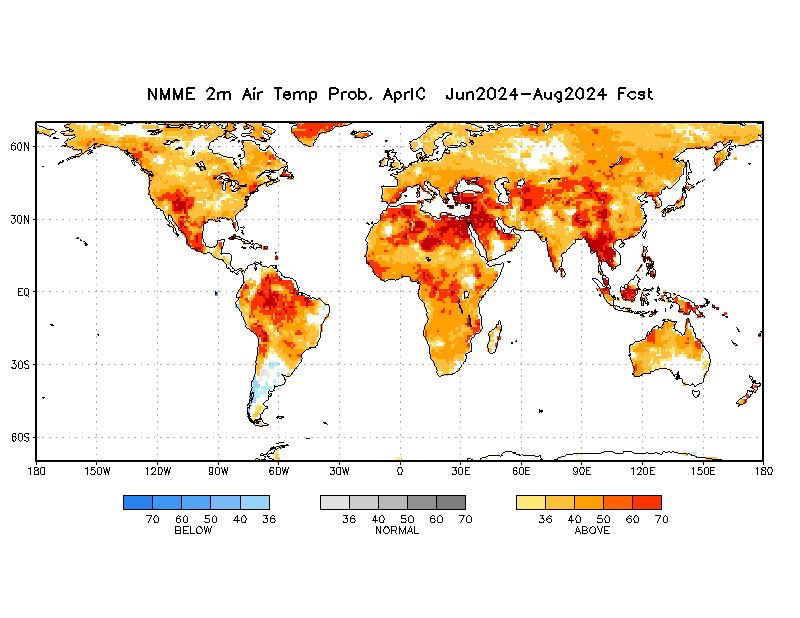 NMME 2m Air Temp Prob. AprIC Jun2024-Aug2024 Fcst
60N
30N
EQ
30S
60S
180 150W 120W 90W 60W 30W 0 30E 60E 90E 120E 150E 180
70 60 50 40 36 36 40 50 60 70 36 40 50 60 70
BELOW NORMAL ABOVE